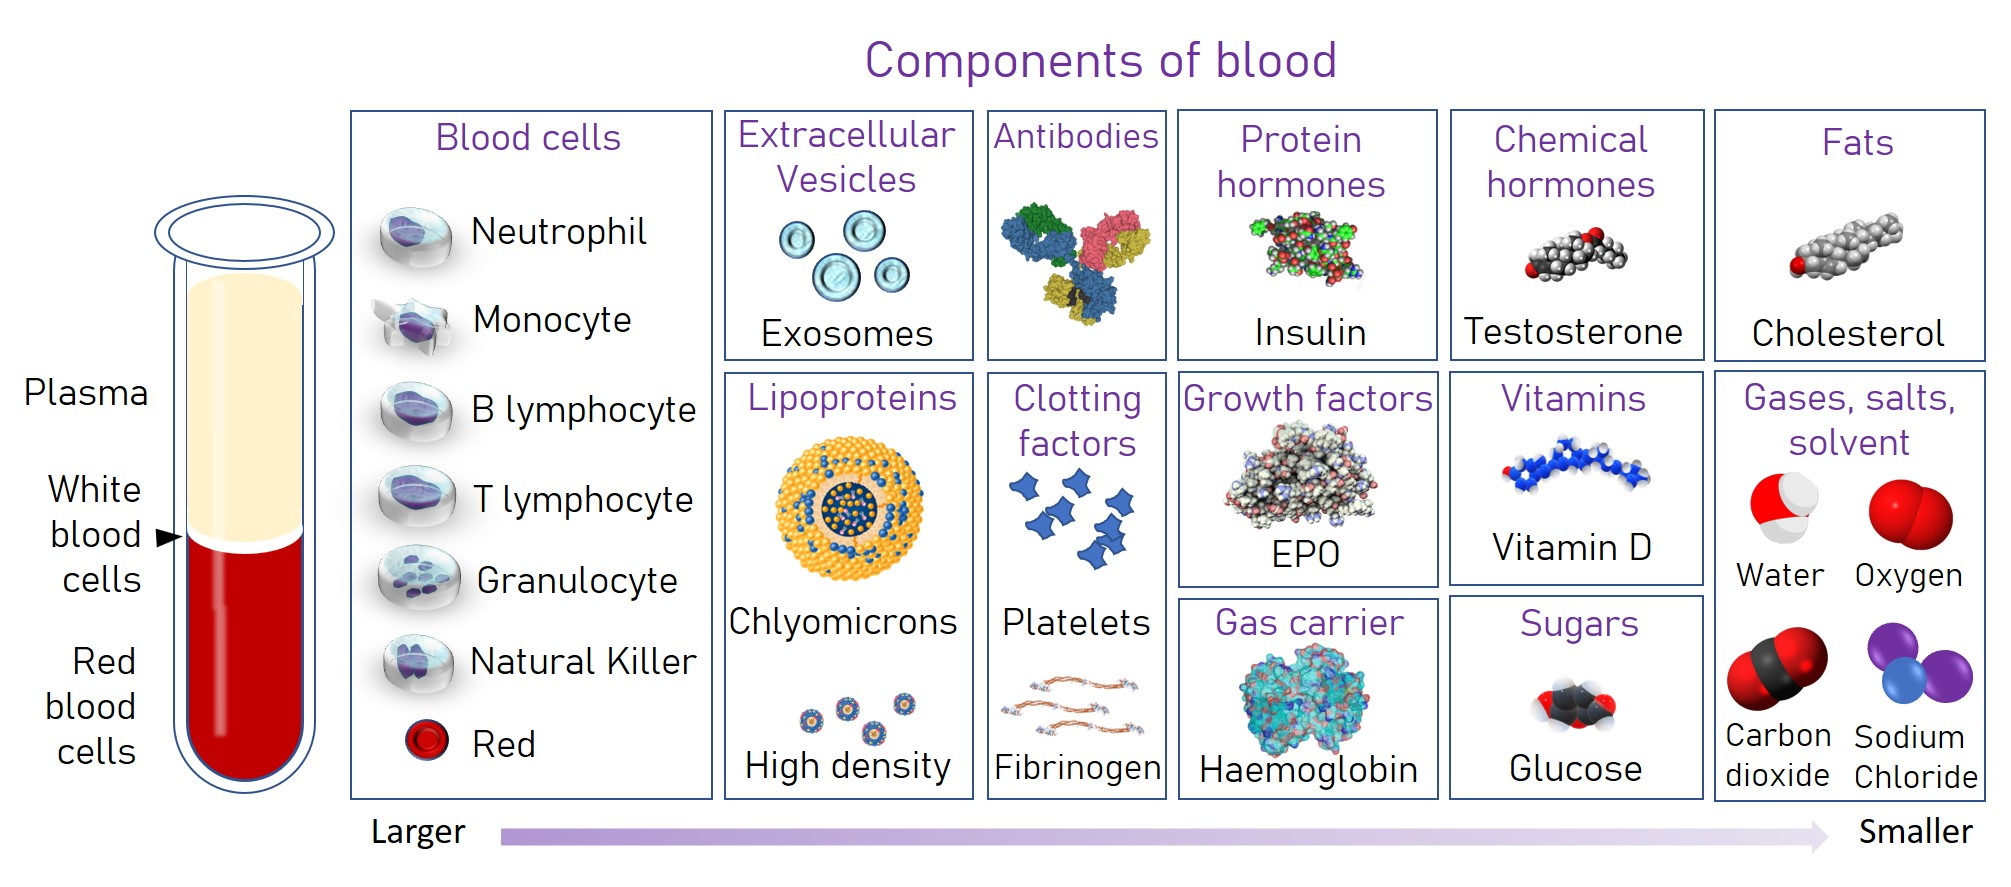 Components of blood
Plasma
White
blood
cells
Red
blood
cells
Blood cells
Neutrophil
Monocyte
B lymphocyte
T lymphocyte
Granulocyte
Natural Killer
Red
Extracellular
Vesicles
Exosomes
Lipoproteins
Chlyomicrons
High density
Antibodies
Clotting
factors
Platelets
Fibrinogen
Protein
hormones
Insulin
Growth factors
EPO
Gas carrier
Haemoglobin
Chemical
hormones
Testosterone
Vitamins
Vitamin D
Sugars
Glucose
Fats
Cholesterol
Gases, salts,
solvent
Water
Oxygen
Carbon
dioxide
Sodium
Chloride
Larger
Smaller